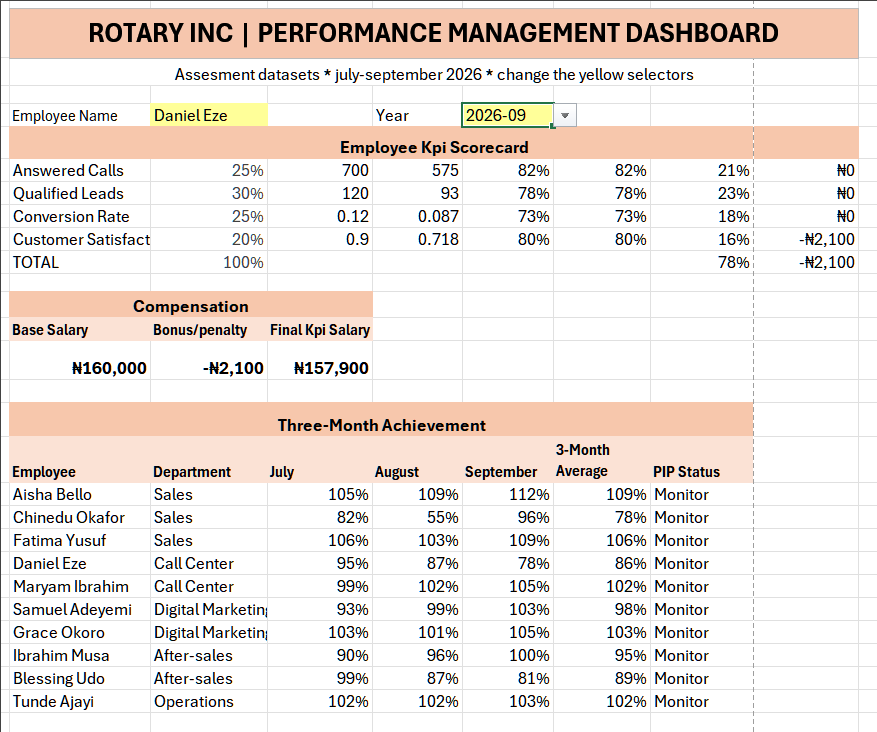 ROTARY INC | PERFORMANCE MANAGEMENT DASHBOARD
Assesment datasets * july-september 2026 * change the yellow selectors
Employee Name Daniel Eze Year 2026-09
Employee Kpi Scorecard
Answered Calls 25% 700 575 82% 82% 21% ₦0
Qualified Leads 30% 120 93 78% 78% 23% ₦0
Conversion Rate 25% 0.12 0.087 73% 73% 18% ₦0
Customer Satisfact 20% 0.9 0.718 80% 80% 16% -₦2,100
TOTAL 100% 78% -₦2,100
Compensation
Base Salary Bonus/penalty Final Kpi Salary
₦160,000 -₦2,100 ₦157,900
Three-Month Achievement
Employee Department July August September 3-Month Average PIP Status
Aisha Bello Sales 105% 109% 112% 109% Monitor
Chinedu Okafor Sales 82% 55% 96% 78% Monitor
Fatima Yusuf Sales 106% 103% 109% 106% Monitor
Daniel Eze Call Center 95% 87% 78% 86% Monitor
Maryam Ibrahim Call Center 99% 102% 105% 102% Monitor
Samuel Adeyemi Digital Marketing 93% 99% 103% 98% Monitor
Grace Okoro Digital Marketing 103% 101% 105% 103% Monitor
Ibrahim Musa After-sales 90% 96% 100% 95% Monitor
Blessing Udo After-sales 99% 87% 81% 89% Monitor
Tunde Ajayi Operations 102% 102% 103% 102% Monitor